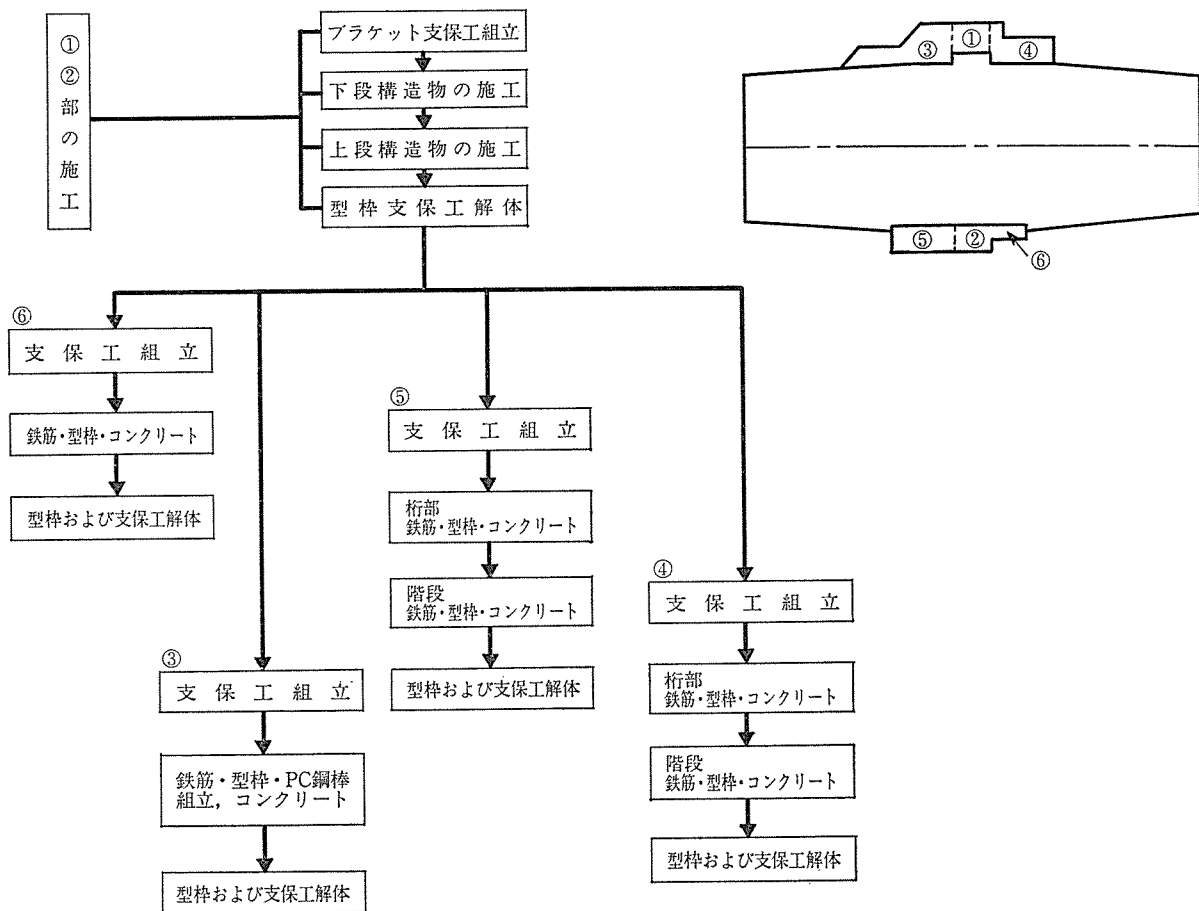 ①②部の施工
ブラケット支保工組立
下段構造物の施工
上段構造物の施工
型枠支保工解体
③
①
④
⑤
②
⑥
⑥
支保工組立
鉄筋・型枠・コンクリート
型枠および支保工解体
③
支保工組立
鉄筋・型枠・PC鋼棒
組立，コンクリート
型枠および支保工解体
⑤
支保工組立
桁部
鉄筋・型枠・コンクリート
階段
鉄筋・型枠・コンクリート
型枠および支保工解体
④
支保工組立
桁部
鉄筋・型枠・コンクリート
階段
鉄筋・型枠・コンクリート
型枠および支保工解体